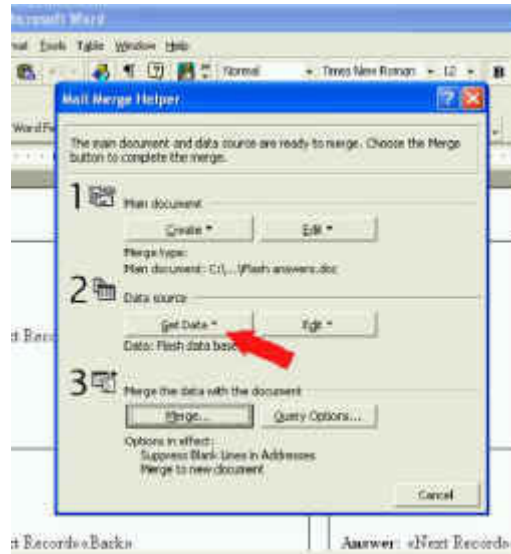 Microsoft Word
Tools Table Window Help
Normal Times New Roman 12 B
Mail Merge Helper
The main document and data source are ready to merge. Choose the Merge
button to complete the merge.
1 Main document
Create Edit
Merge type:
Main document: C:\...\Flash answers.doc
2 Data source
Get Data Edit
Data: Flash data base
3 Merge the data with the document
Merge... Query Options...
Options in effect:
Suppress Blank Lines in Addresses
Merge to new document
Cancel
t Record»«Back»
Answer: «Next Record»